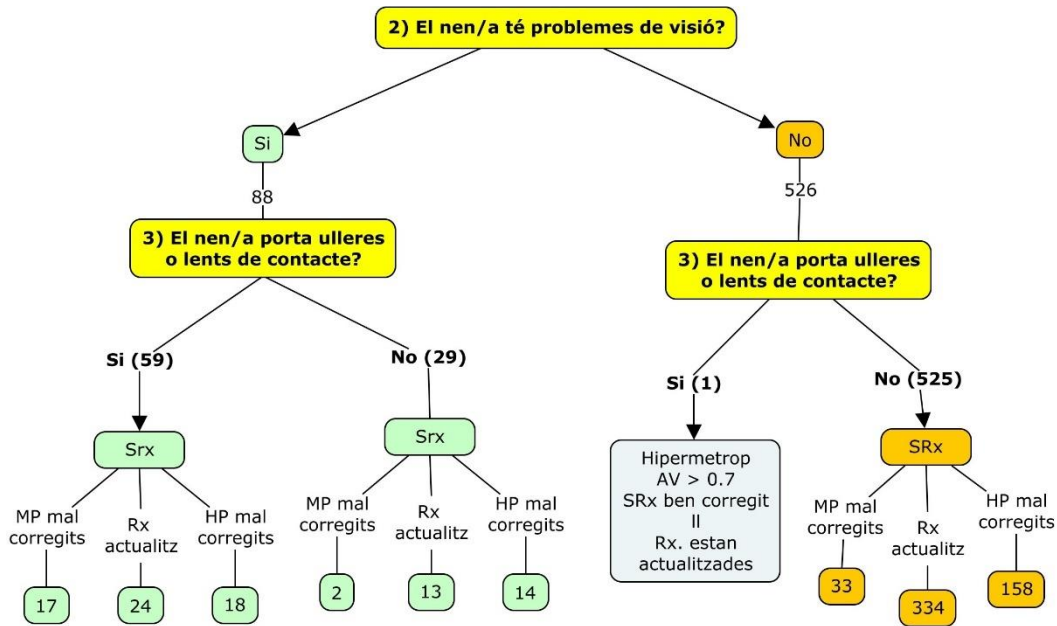 2) El nen/a té problemes de visió?
Si
No
88
526
3) El nen/a porta ulleres
o lents de contacte?
3) El nen/a porta ulleres
o lents de contacte?
Si (59)
No (29)
Si (1)
No (525)
Srx
Srx
Hipermetrop
AV > 0.7
SRx ben corregit
II
Rx. estan
actualitzades
SRx
MP mal
corregits
Rx
actualitz
HP mal
corregits
MP mal
corregits
Rx
actualitz
HP mal
corregits
MP mal
corregits
Rx
actualitz
HP mal
corregits
17
24
18
2
13
14
33
334
158